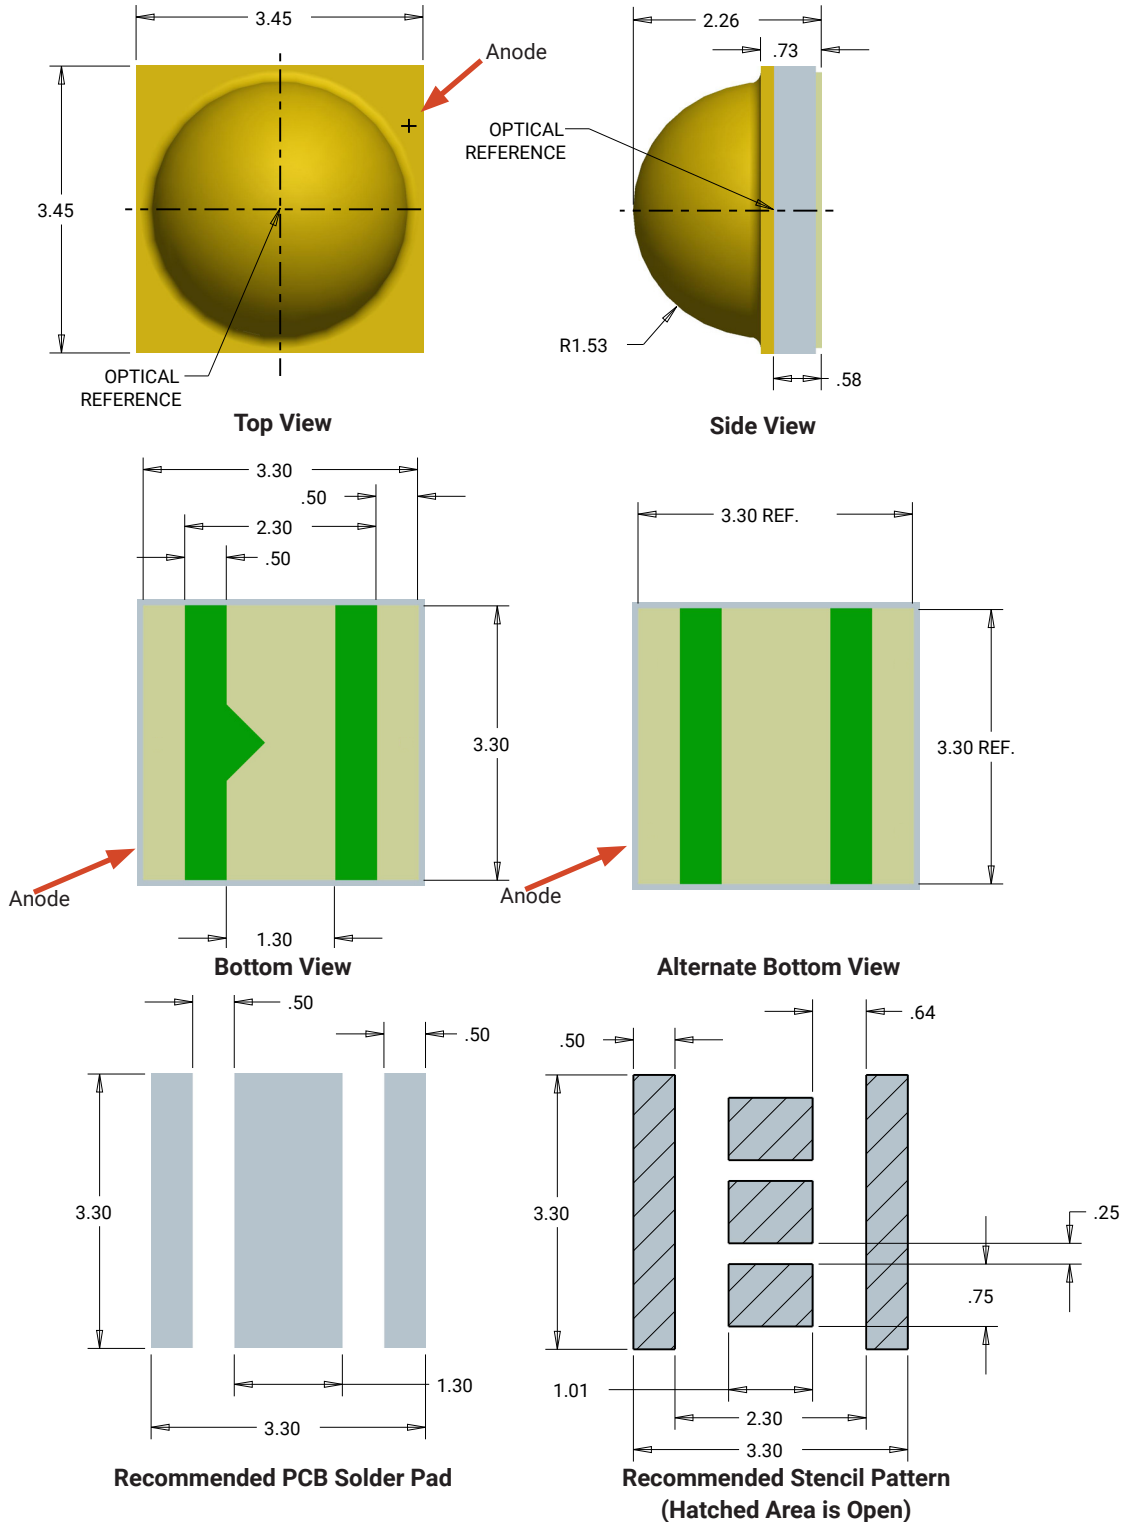 3.45
2.26
.73
Anode
+
OPTICAL
REFERENCE
3.45
R1.53
OPTICAL
REFERENCE
.58
Top View
Side View
3.30
.50
2.30
.50
3.30 REF.
3.30
3.30 REF.
Anode
Anode
1.30
Bottom View
Alternate Bottom View
.50
.50
.64
.50
3.30
3.30
.25
.75
1.30
1.01
3.30
2.30
3.30
Recommended PCB Solder Pad
Recommended Stencil Pattern
(Hatched Area is Open)